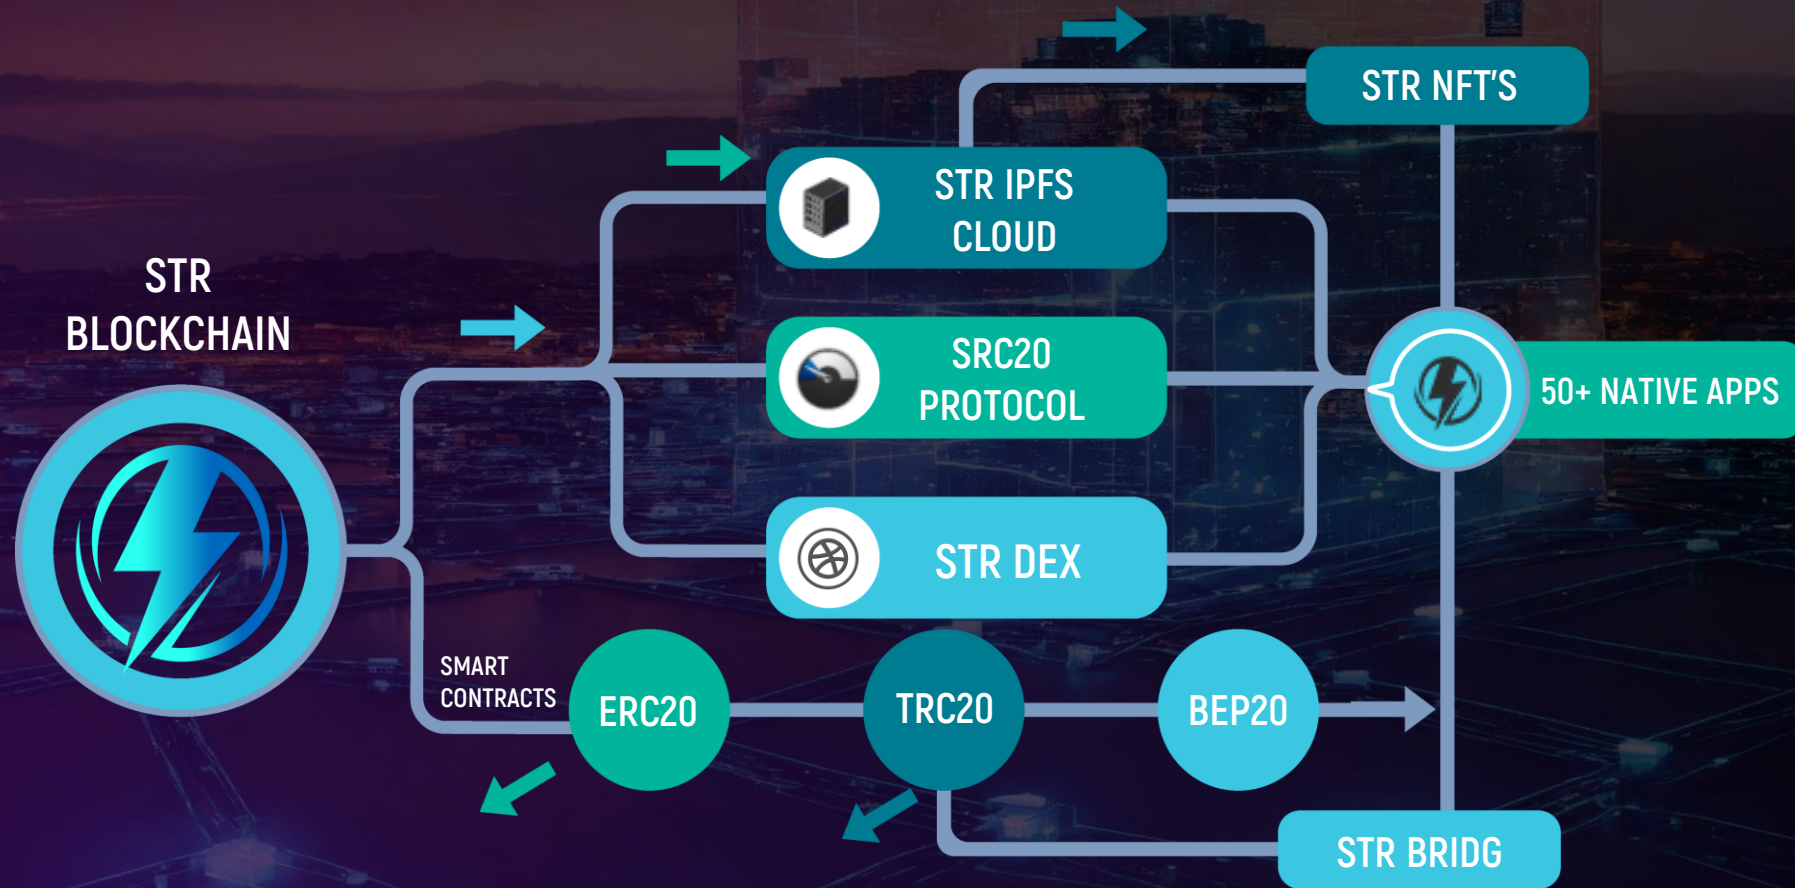 STR NFT'S
STR IPFS
CLOUD
STR
BLOCKCHAIN
SRC20
PROTOCOL
50+ NATIVE APPS
STR DEX
SMART
CONTRACTS
ERC20
TRC20
BEP20
STR BRIDG